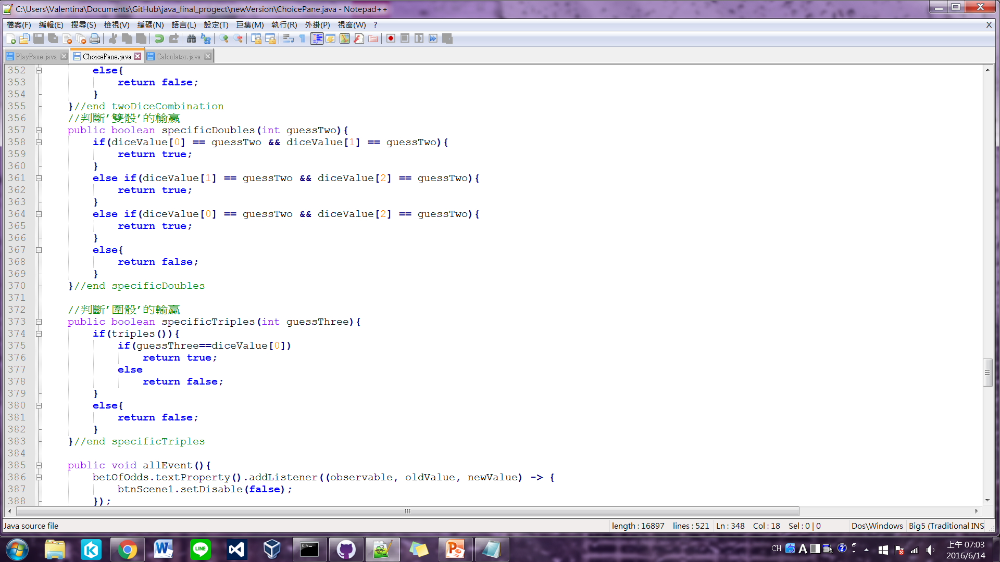 C:\Users\Valentina\Documents\GitHub\java_final_progect\newVersion\ChoicePane.java - Notepad++
檔案(F) 編輯(E) 搜尋(S) 檢視(V) 編碼(N) 語言(L) 設定(T) 巨集(M) 執行(R) 外掛(P) 視窗(W) ? X
PlayPane.java ChoicePane.java Calculator.java
352 else{
353 return false;
354 }
355 }//end twoDiceCombination
356 //判斷'雙骰'的輸贏
357 public boolean specificDoubles(int guessTwo){
358 if(diceValue[0] == guessTwo && diceValue[1] == guessTwo){
359 return true;
360 }
361 else if(diceValue[1] == guessTwo && diceValue[2] == guessTwo){
362 return true;
363 }
364 else if(diceValue[0] == guessTwo && diceValue[2] == guessTwo){
365 return true;
366 }
367 else{
368 return false;
369 }
370 }//end specificDoubles
371
372 //判斷'圍骰'的輸贏
373 public boolean specificTriples(int guessThree){
374 if(triples()){
375 if(guessThree==diceValue[0])
376 return true;
377 else
378 return false;
379 }
380 else{
381 return false;
382 }
383 }//end specificTriples
384
385 public void allEvent(){
386 betOfOdds.textProperty().addListener((observable, oldValue, newValue) -> {
387 btnScene1.setDisable(false);
388 });
Java source file length : 16897 lines : 521 Ln : 348 Col : 18 Sel : 0 | 0 Dos\Windows Big5 (Traditional INS
LINE
CH A 上午 07:03
2016/6/14